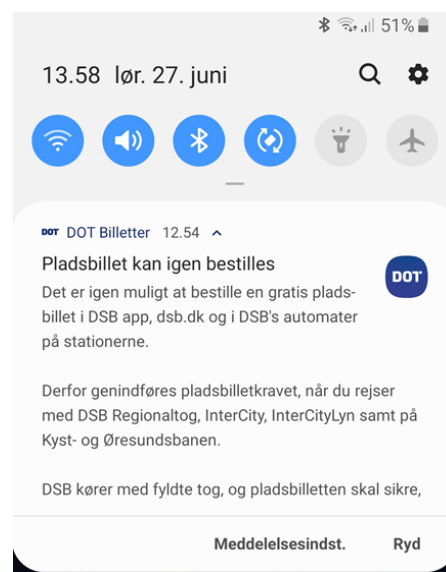 51%
13.58 lør. 27. juni
DOT DOT Billetter 12.54
Pladsbillet kan igen bestilles
DOT
Det er igen muligt at bestille en gratis plads-
billet i DSB app, dsb.dk og i DSB's automater
på stationerne.
Derfor genindføres pladsbilletkravet, når du rejser
med DSB Regionaltog, InterCity, InterCityLyn samt på
Kyst- og Øresundsbanen.
DSB kører med fyldte tog, og pladsbilletten skal sikre,
Meddelelsesindst. Ryd